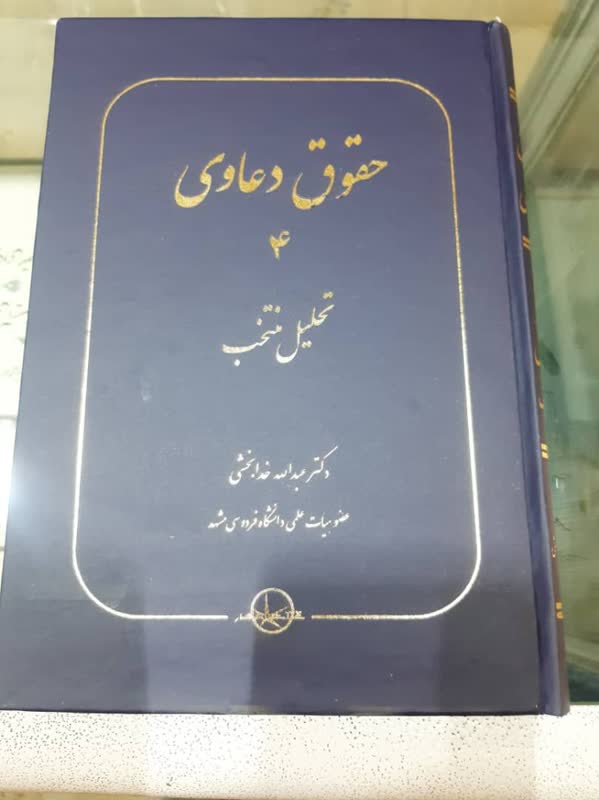 حقوق دعاوی
۴
تحلیل منتخب
دکتر عبدالله خدابخشی
عضو هیات علمی دانشگاه فردوسی مشهد